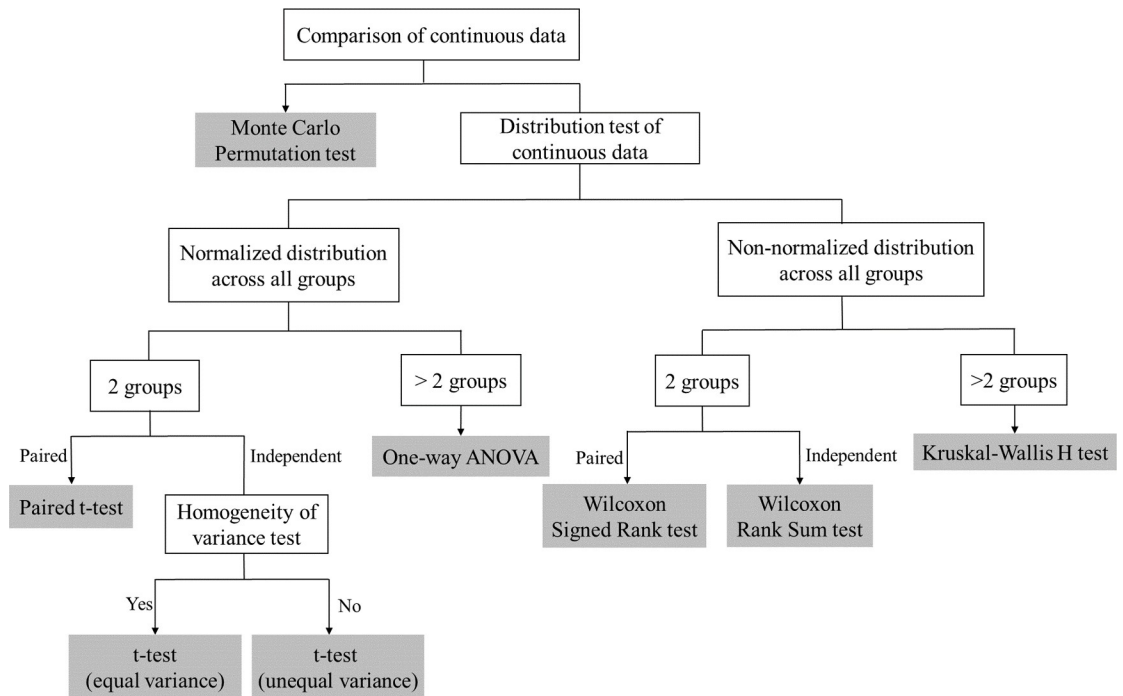 Comparison of continuous data
Monte Carlo
Permutation test
Distribution test of
continuous data
Normalized distribution
across all groups
Non-normalized distribution
across all groups
2 groups
> 2 groups
2 groups
>2 groups
Paired
Independent
One-way ANOVA
Paired
Independent
Kruskal-Wallis H test
Paired t-test
Homogeneity of
variance test
Wilcoxon
Signed Rank test
Wilcoxon
Rank Sum test
Yes
No
t-test
(equal variance)
t-test
(unequal variance)